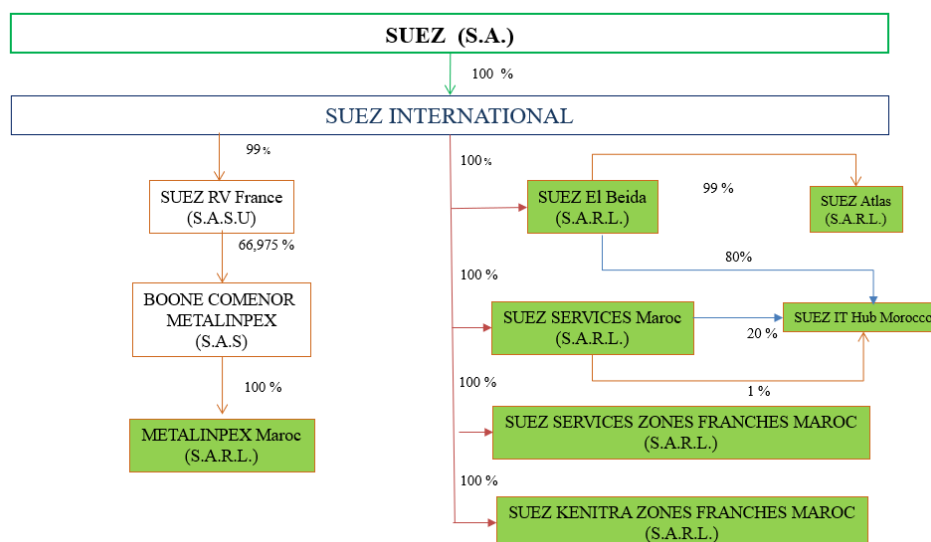 SUEZ (S.A.)
100 %
SUEZ INTERNATIONAL
99%
100%
SUEZ RV France
(S.A.S.U)
SUEZ El Beida
(S.A.R.L.)
99 %
SUEZ Atlas
(S.A.R.L.)
66,975 %
80%
100 %
BOONE COMENOR
METALINPEX
(S.A.S)
SUEZ SERVICES Maroc
(S.A.R.L.)
20 %
SUEZ IT Hub Morocco
100 %
100 %
1 %
METALINPEX Maroc
(S.A.R.L.)
SUEZ SERVICES ZONES FRANCHES MAROC
(S.A.R.L.)
100 %
SUEZ KENITRA ZONES FRANCHES MAROC
(S.A.R.L.)